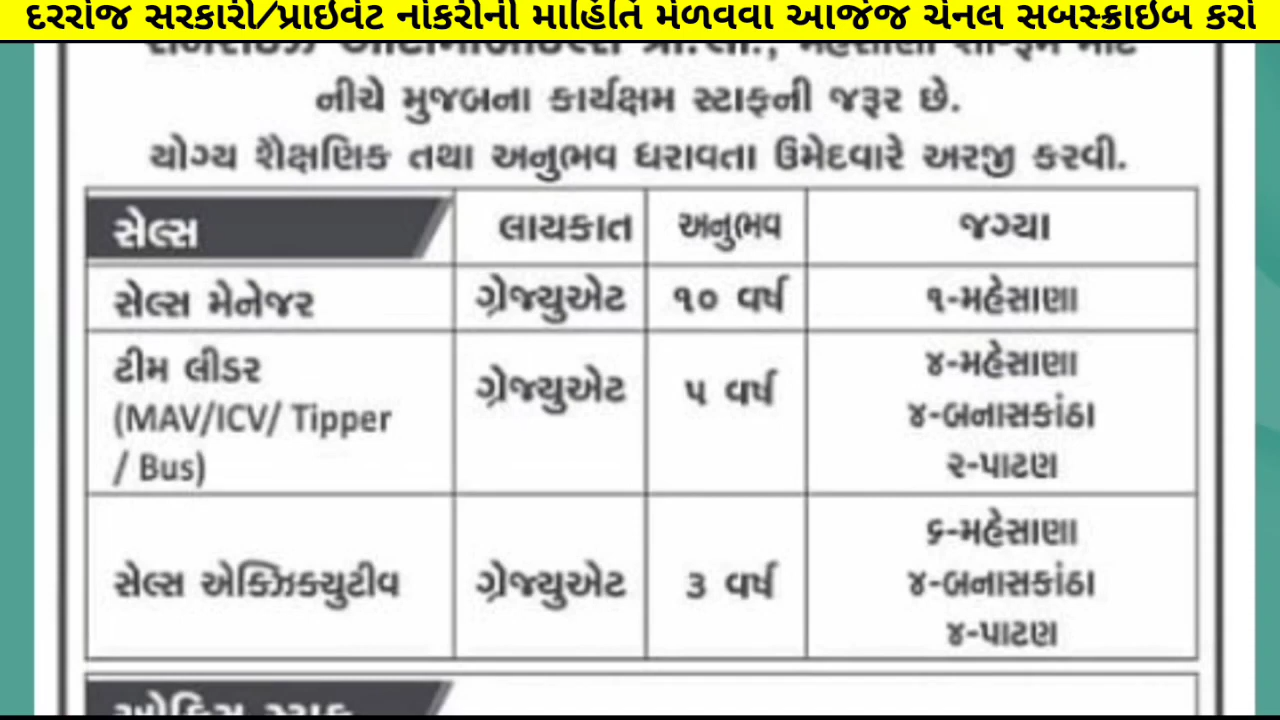 દરરોજ સરકારી/પ્રાઇવેટ નોકરીની માહિતિ મેળવવા આજેજ ચેનલ સબસ્ક્રાઇબ કરો
નીચે મુજબના કાર્યક્ષમ સ્ટાફની જરૂર છે.
યોગ્ય શૈક્ષણિક તથા અનુભવ ધરાવતા ઉમેદવારે અરજી કરવી.
સેલ્સ લાયકાત અનુભવ જગ્યા
સેલ્સ મેનેજર ગ્રેજ્યુએટ ૧૦ વર્ષ ૧-મહેસાણા
ટીમ લીડર ગ્રેજ્યુએટ ૫ વર્ષ ૪-મહેસાણા
(MAV/ICV/ Tipper ૪-બનાસકાંઠા
/ Bus) ૨-પાટણ
સેલ્સ એક્ઝિક્યુટીવ ગ્રેજ્યુએટ ૩ વર્ષ ૬-મહેસાણા
૪-બનાસકાંઠા
૪-પાટણ